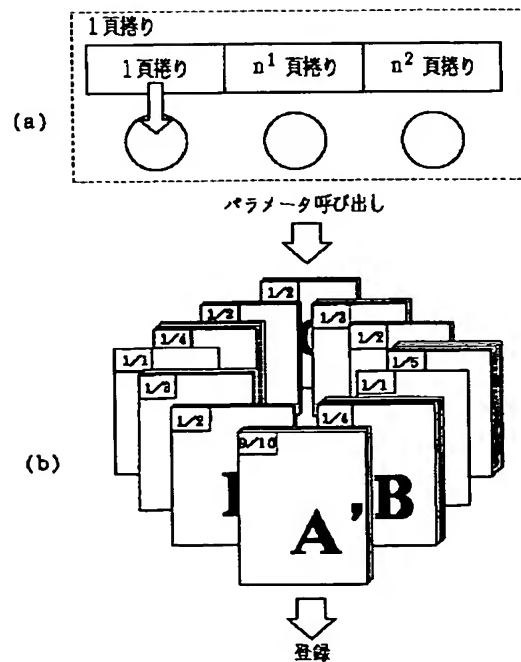 1頁捲り
1頁捲り n¹ 頁捲り n² 頁捲り
(a)
パラメータ呼び出し
1/2
1/2 1/3
1/4 1/2
1/1 1/5
1/3 1/1
1/2 1/4
9/10
(b)
A' B
登録